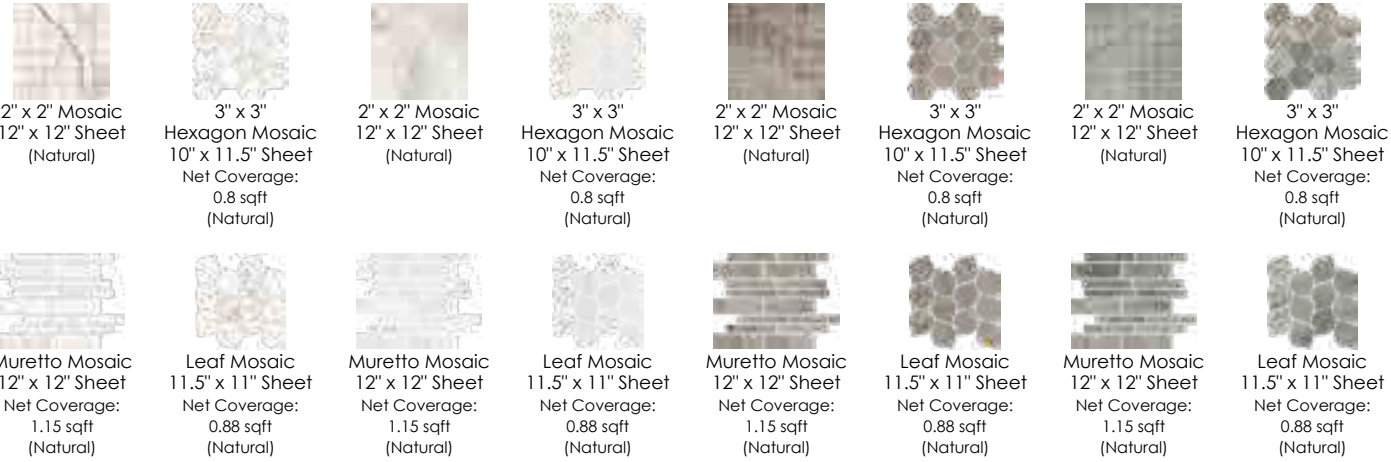 2" x 2" Mosaic
12" x 12" Sheet
(Natural)
3" x 3"
Hexagon Mosaic
10" x 11.5" Sheet
Net Coverage:
0.8 sqft
(Natural)
2" x 2" Mosaic
12" x 12" Sheet
(Natural)
3" x 3"
Hexagon Mosaic
10" x 11.5" Sheet
Net Coverage:
0.8 sqft
(Natural)
2" x 2" Mosaic
12" x 12" Sheet
(Natural)
3" x 3"
Hexagon Mosaic
10" x 11.5" Sheet
Net Coverage:
0.8 sqft
(Natural)
2" x 2" Mosaic
12" x 12" Sheet
(Natural)
3" x 3"
Hexagon Mosaic
10" x 11.5" Sheet
Net Coverage:
0.8 sqft
(Natural)
Muretto Mosaic
12" x 12" Sheet
Net Coverage:
1.15 sqft
(Natural)
Leaf Mosaic
11.5" x 11" Sheet
Net Coverage:
0.88 sqft
(Natural)
Muretto Mosaic
12" x 12" Sheet
Net Coverage:
1.15 sqft
(Natural)
Leaf Mosaic
11.5" x 11" Sheet
Net Coverage:
0.88 sqft
(Natural)
Muretto Mosaic
12" x 12" Sheet
Net Coverage:
1.15 sqft
(Natural)
Leaf Mosaic
11.5" x 11" Sheet
Net Coverage:
0.88 sqft
(Natural)
Muretto Mosaic
12" x 12" Sheet
Net Coverage:
1.15 sqft
(Natural)
Leaf Mosaic
11.5" x 11" Sheet
Net Coverage:
0.88 sqft
(Natural)